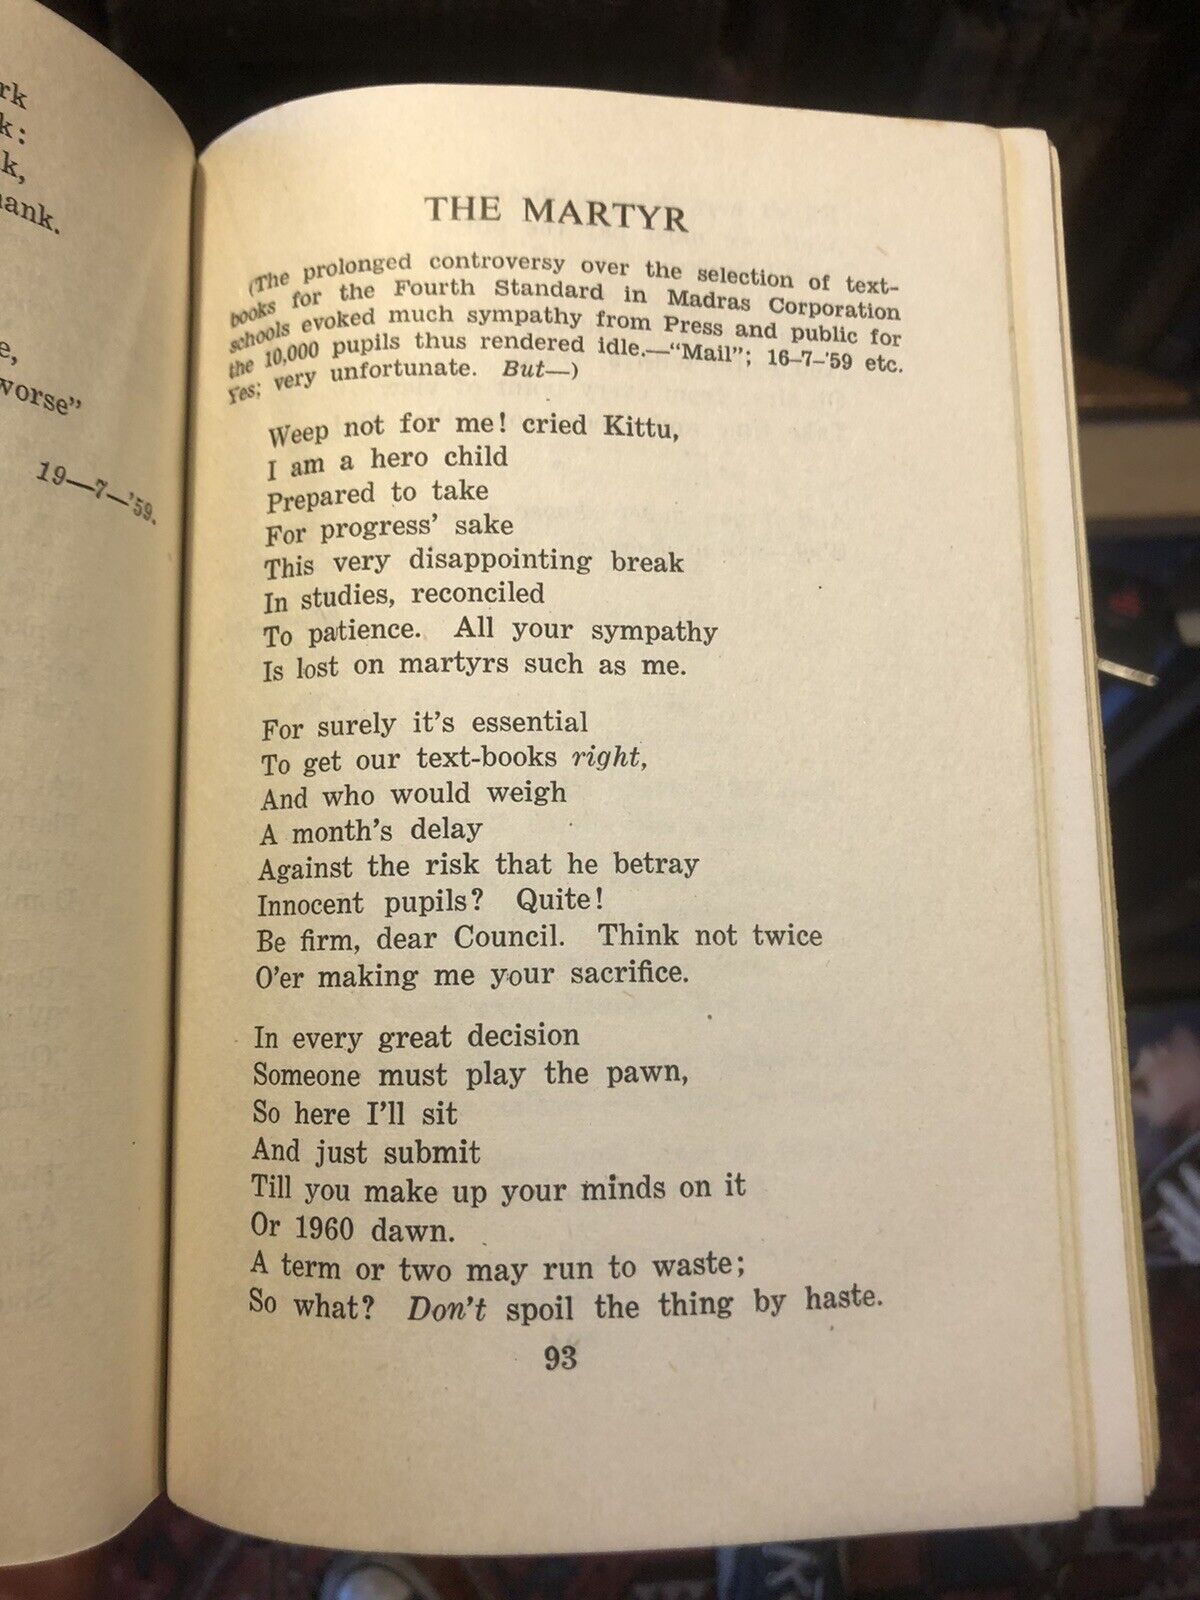 k:
k,
hank.
worse"
19—7—'59.
THE MARTYR
(The prolonged controversy over the selection of text-
books for the Fourth Standard in Madras Corporation
schools evoked much sympathy from Press and public for
the 10,000 pupils thus rendered idle.—"Mail"; 16-7-'59 etc.
Yes; very unfortunate. But—)
Weep not for me! cried Kittu,
I am a hero child
Prepared to take
For progress' sake
This very disappointing break
In studies, reconciled
To patience. All your sympathy
Is lost on martyrs such as me.
For surely it's essential
To get our text-books right,
And who would weigh
A month's delay
Against the risk that he betray
Innocent pupils? Quite!
Be firm, dear Council. Think not twice
O'er making me your sacrifice.
In every great decision
Someone must play the pawn,
So here I'll sit
And just submit
Till you make up your minds on it
Or 1960 dawn.
A term or two may run to waste;
So what? Don't spoil the thing by haste.
93